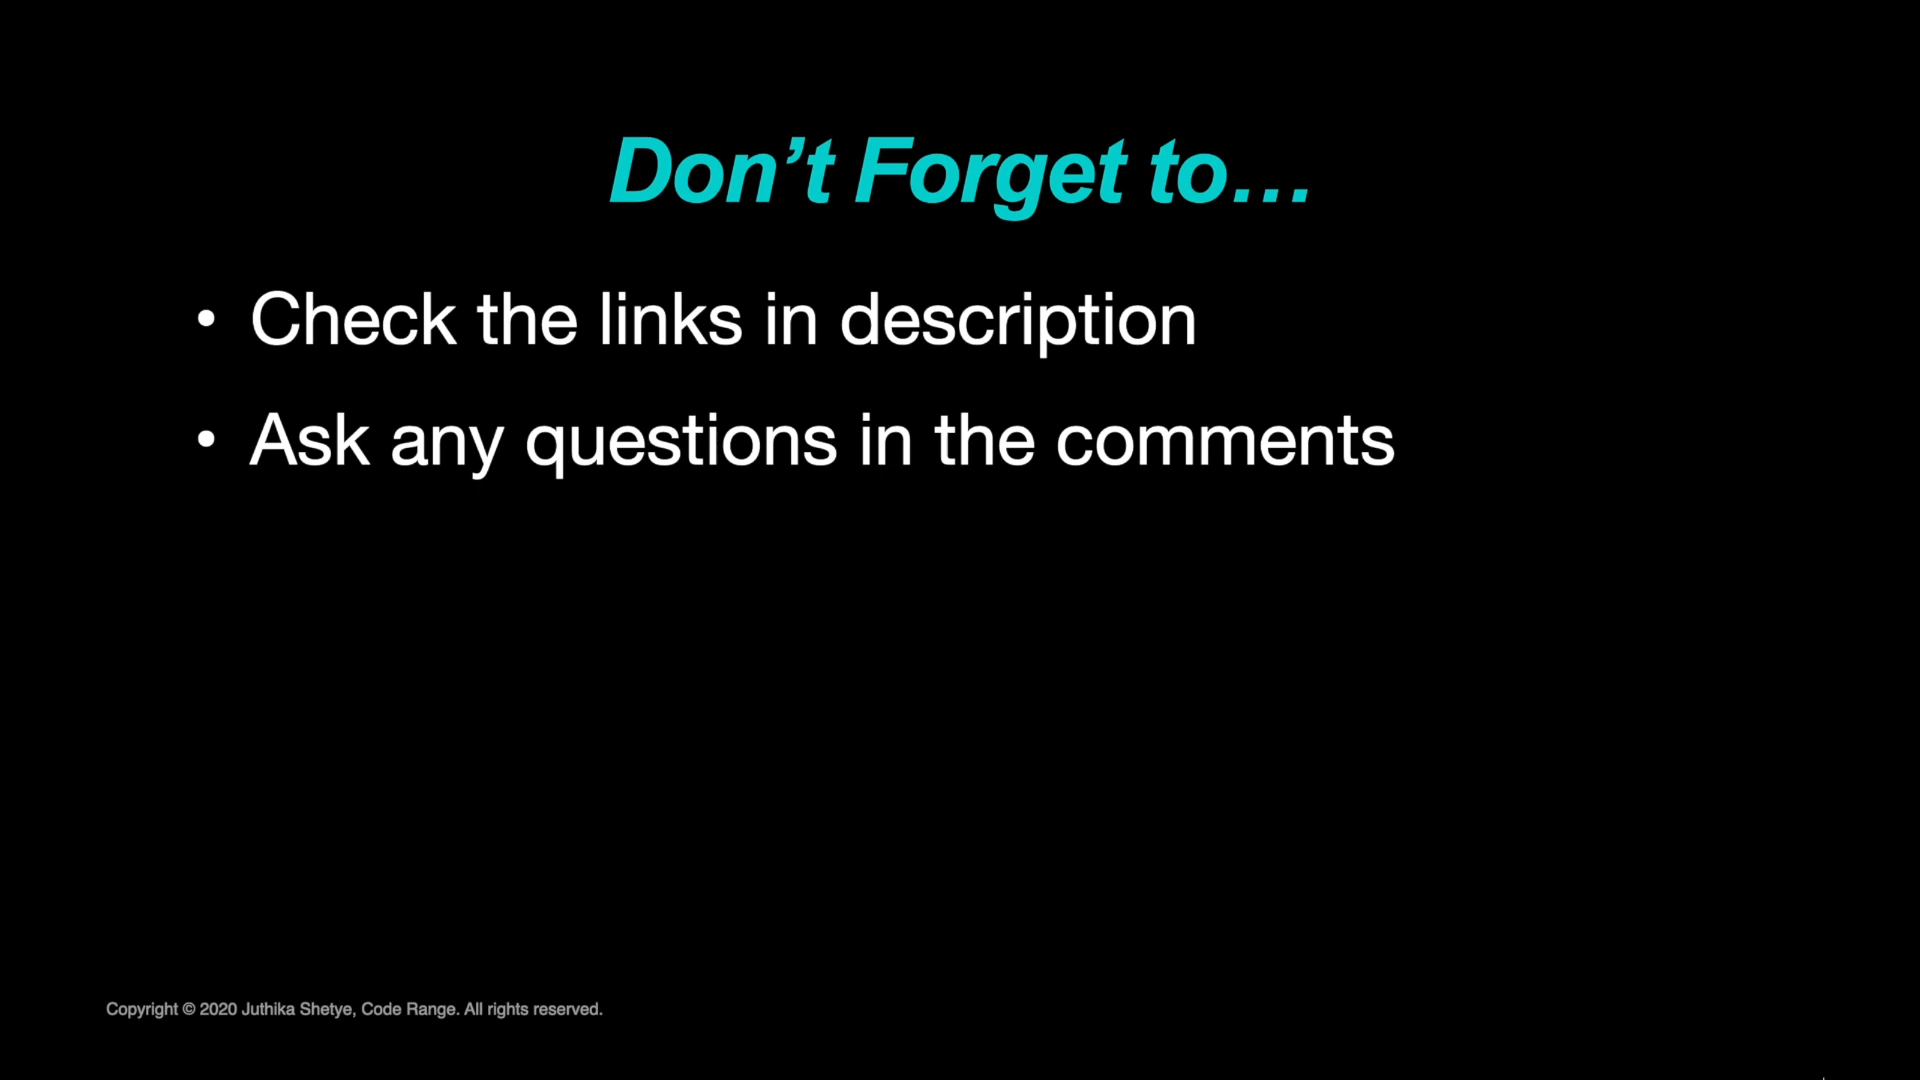 Don’t Forget to…
• Check the links in description
• Ask any questions in the comments
Copyright © 2020 Juthika Shetye, Code Range. All rights reserved.